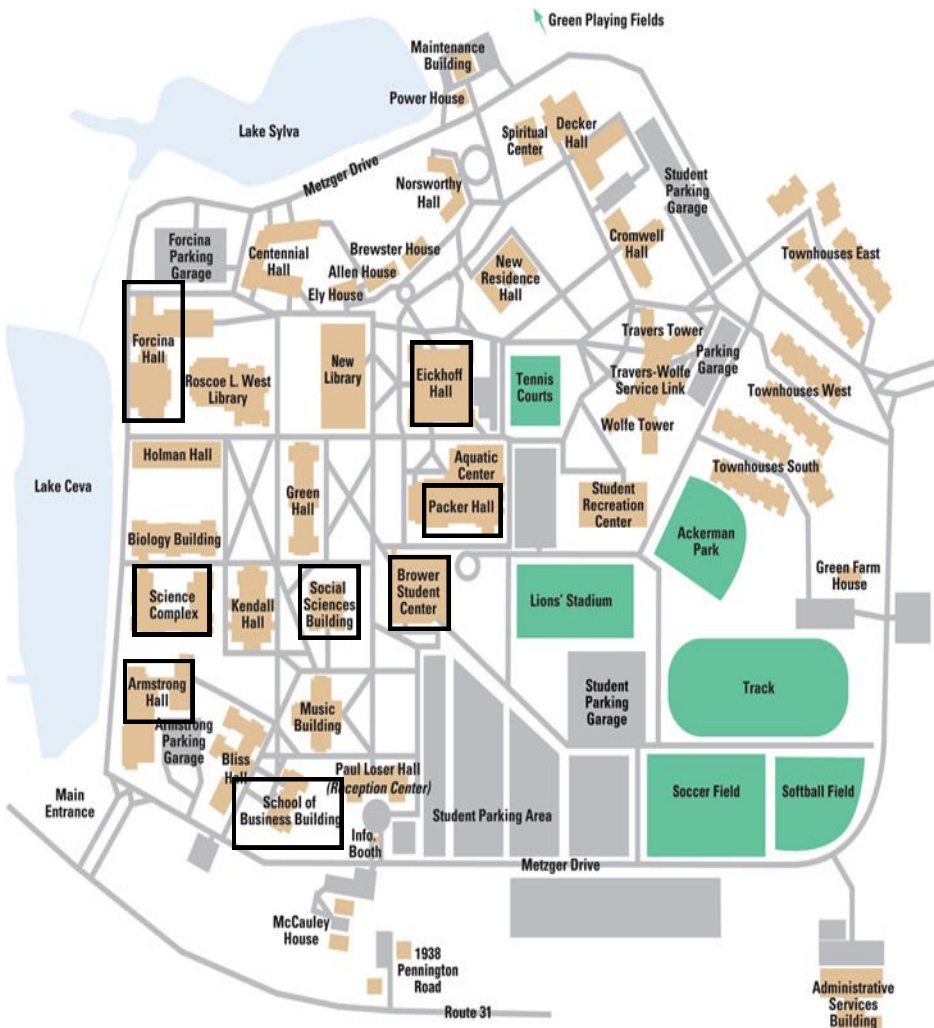 Green Playing Fields
Maintenance
Building
Power House
Lake Sylva
Spiritual
Center
Decker
Hall
Metzger Drive
Norsworthy
Hall
Student
Parking
Garage
Forcina
Parking
Garage
Centennial
Hall
Brewster House
Allen House
Ely House
New
Residence
Hall
Cromwell
Hall
Townhouses East
Forcina
Hall
Roscoe L. West
Library
New Library
Eickhoff
Hall
Tennis
Courts
Travers Tower
Travers-Wolfe
Service Link
Wolfe Tower
Parking
Garage
Townhouses West
Holman Hall
Lake Ceva
Green
Hall
Aquatic
Center
Packer Hall
Student
Recreation
Center
Townhouses South
Ackerman
Park
Biology Building
Science
Complex
Kendall
Hall
Social
Sciences
Building
Brower
Student
Center
Lions' Stadium
Green Farm
House
Armstrong
Hall
Armstrong
Parking
Garage
Bliss
Hall
Music
Building
Student
Parking
Garage
Track
Main
Entrance
School of
Business Building
Paul Loser Hall
(Reception Center)
Info.
Booth
Student Parking Area
Soccer Field
Softball Field
Metzger Drive
McCauley
House
1938
Pennington
Road
Route 31
Administrative
Services
Building